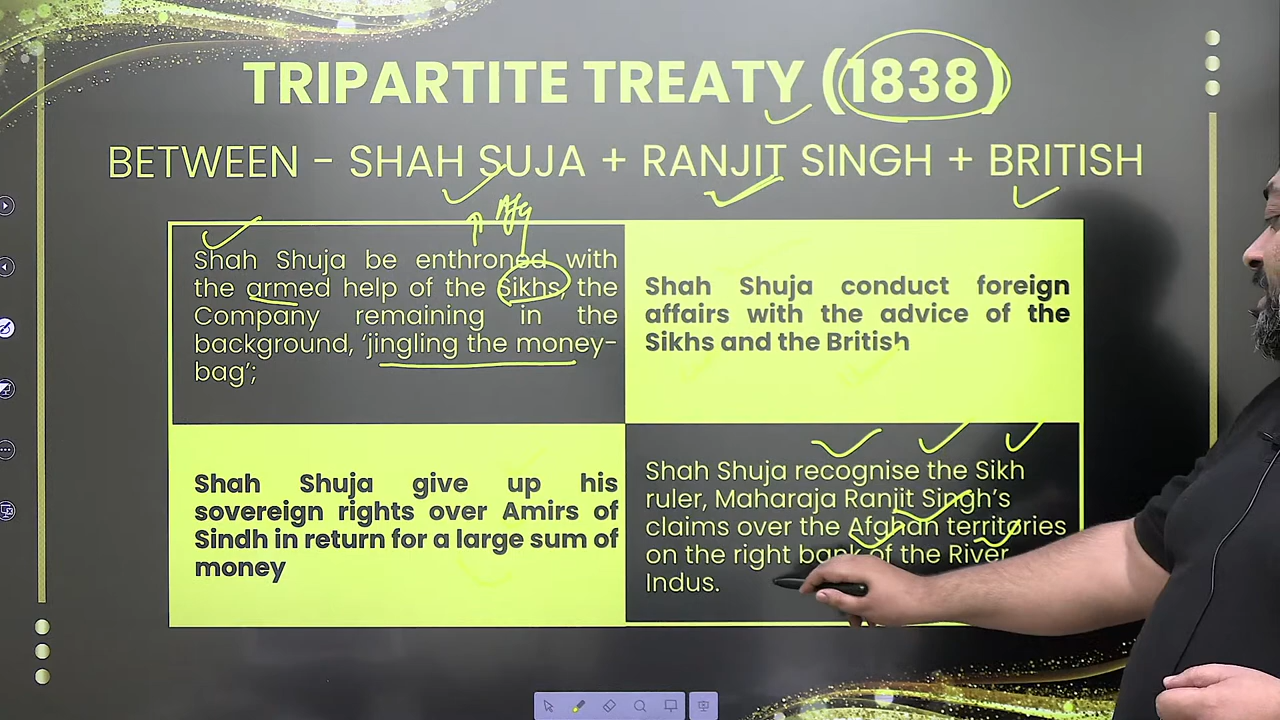 TRIPARTITE TREATY (1838)
BETWEEN - SHAH SUJA + RANJIT SINGH + BRITISH
Afg
Shah Shuja be enthroned with
the armed help of the Sikhs, the
Company remaining in the
background, ‘jingling the money-
bag’;
Shah Shuja conduct foreign
affairs with the advice of the
Sikhs and the British
Shah Shuja give up his
sovereign rights over Amirs of
Sindh in return for a large sum of
money
Shah Shuja recognise the Sikh
ruler, Maharaja Ranjit Singh’s
claims over the Afghan territories
on the right bank of the River
Indus.